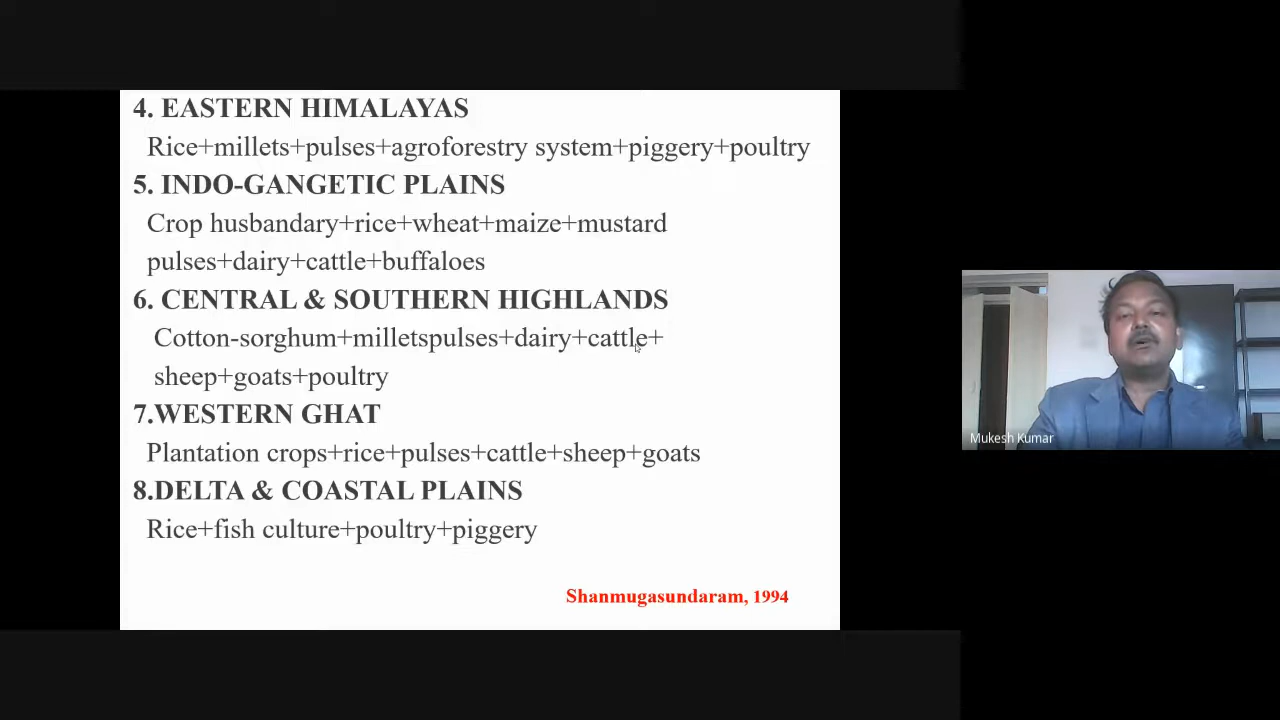 4. EASTERN HIMALAYAS
Rice+millets+pulses+agroforestry system+piggery+poultry
5. INDO-GANGETIC PLAINS
Crop husbandary+rice+wheat+maize+mustard
pulses+dairy+cattle+buffaloes
6. CENTRAL & SOUTHERN HIGHLANDS
Cotton-sorghum+milletspulses+dairy+cattle+
sheep+goats+poultry
7.WESTERN GHAT
Plantation crops+rice+pulses+cattle+sheep+goats
8.DELTA & COASTAL PLAINS
Rice+fish culture+poultry+piggery
Shanmugasundaram, 1994
Mukesh Kumar